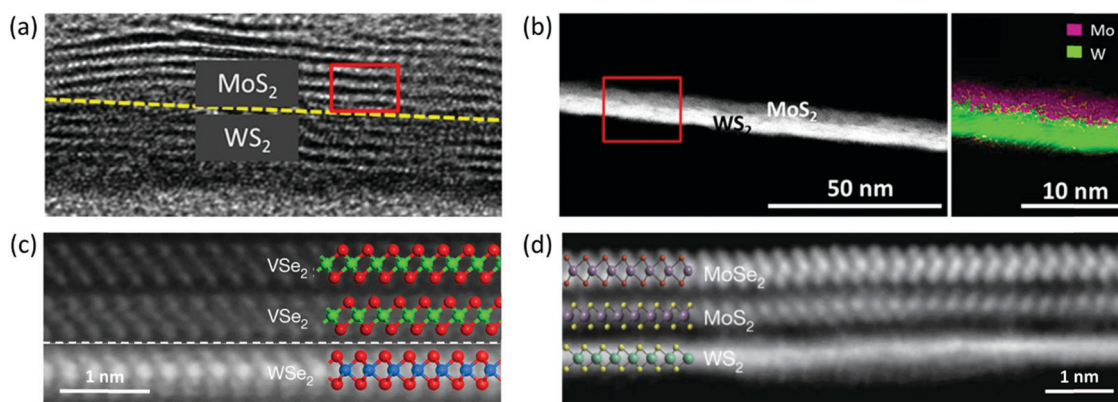 (a)
MoS2
WS2
(b)
MoS2
WS2
50 nm
Mo
W
10 nm
(c)
VSe2
VSe2
WSe2
1 nm
(d)
MoSe2
MoS2
WS2
1 nm